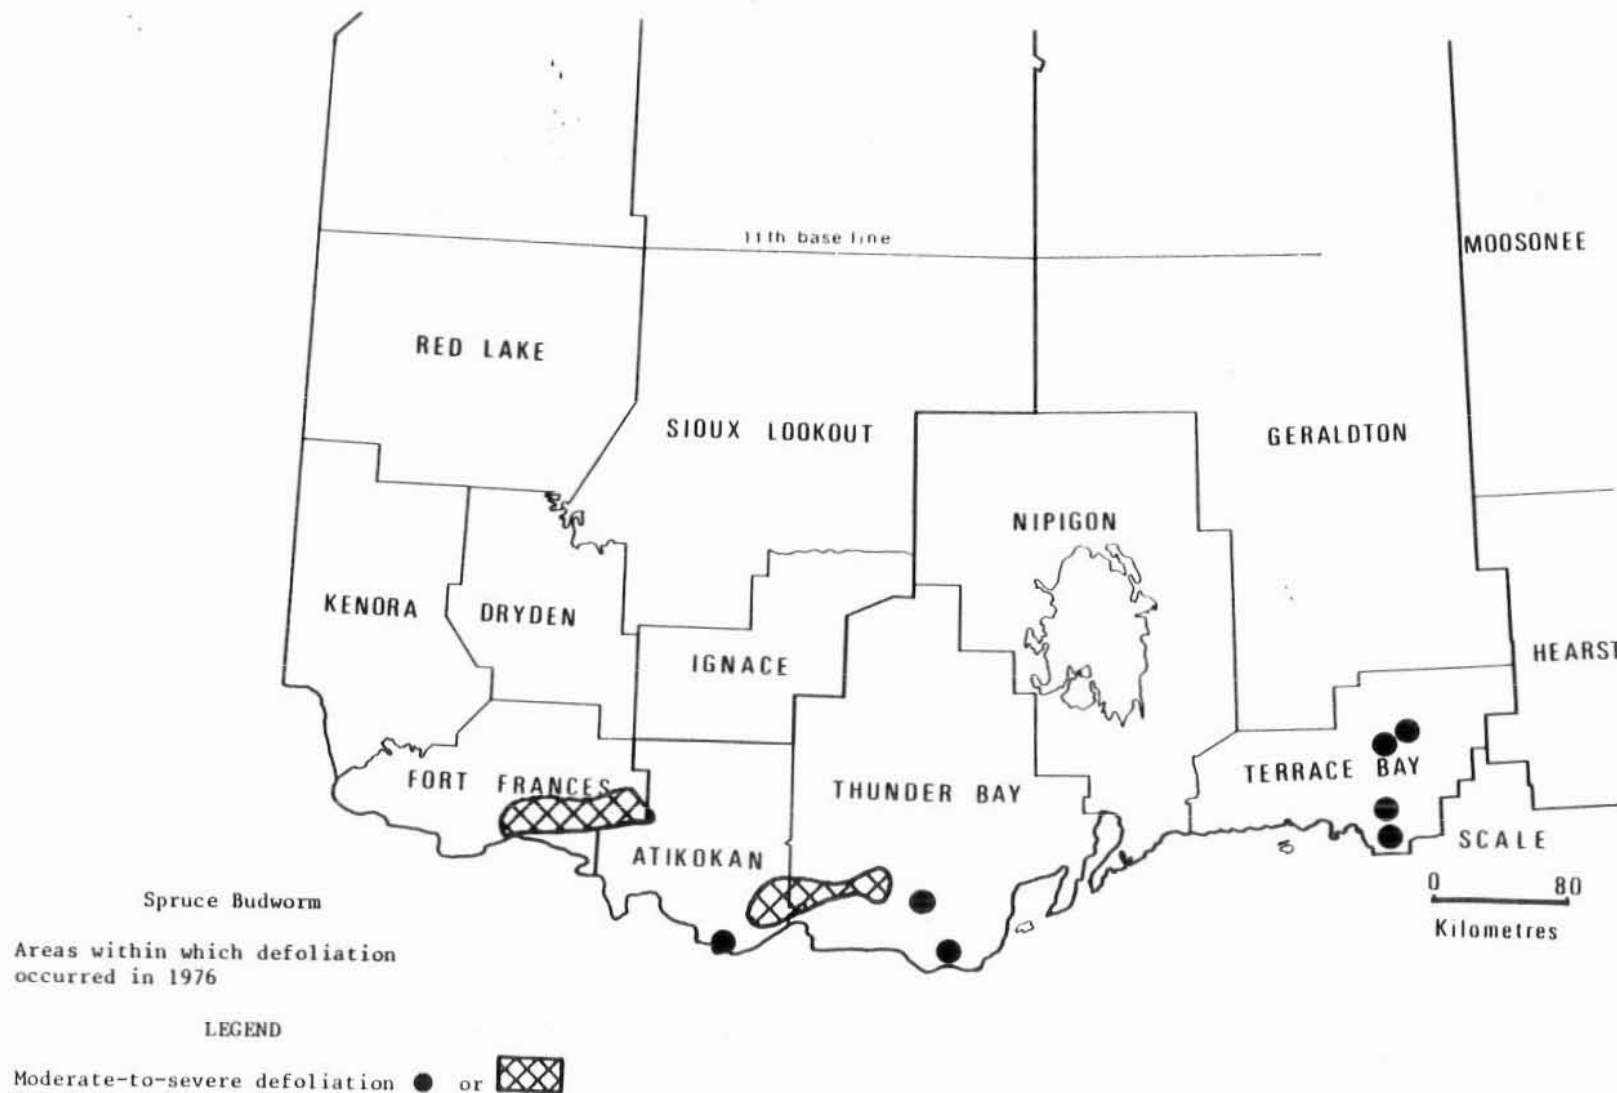 11th base line
MOOSONEE
RED LAKE
SIOUX LOOKOUT
GERALDTON
NIPIGON
KENORA
DRYDEN
IGNACE
HEARST
FORT FRANCES
THUNDER BAY
TERRACE BAY
ATIKOKAN
SCALE
0 80
Kilometres
Spruce Budworm
Areas within which defoliation
occurred in 1976
LEGEND
Moderate-to-severe defoliation or